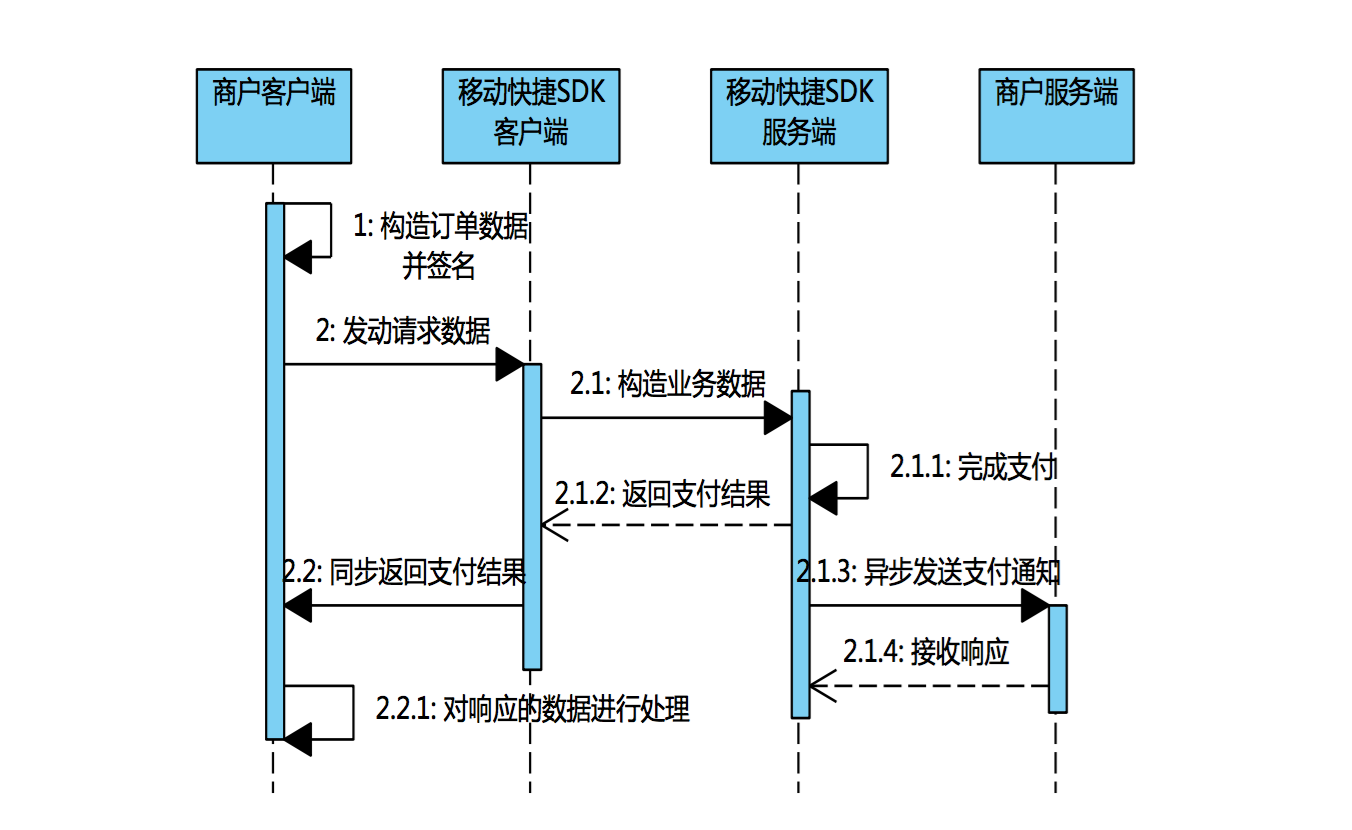 商户客户端
移动快捷SDK
客户端
移动快捷SDK
服务端
商户服务端
1: 构造订单数据
并签名
2: 发动请求数据
2.1: 构造业务数据
2.1.1: 完成支付
2.1.2: 返回支付结果
2.2: 同步返回支付结果
2.1.3: 异步发送支付通知
2.1.4: 接收响应
2.2.1: 对响应的数据进行处理